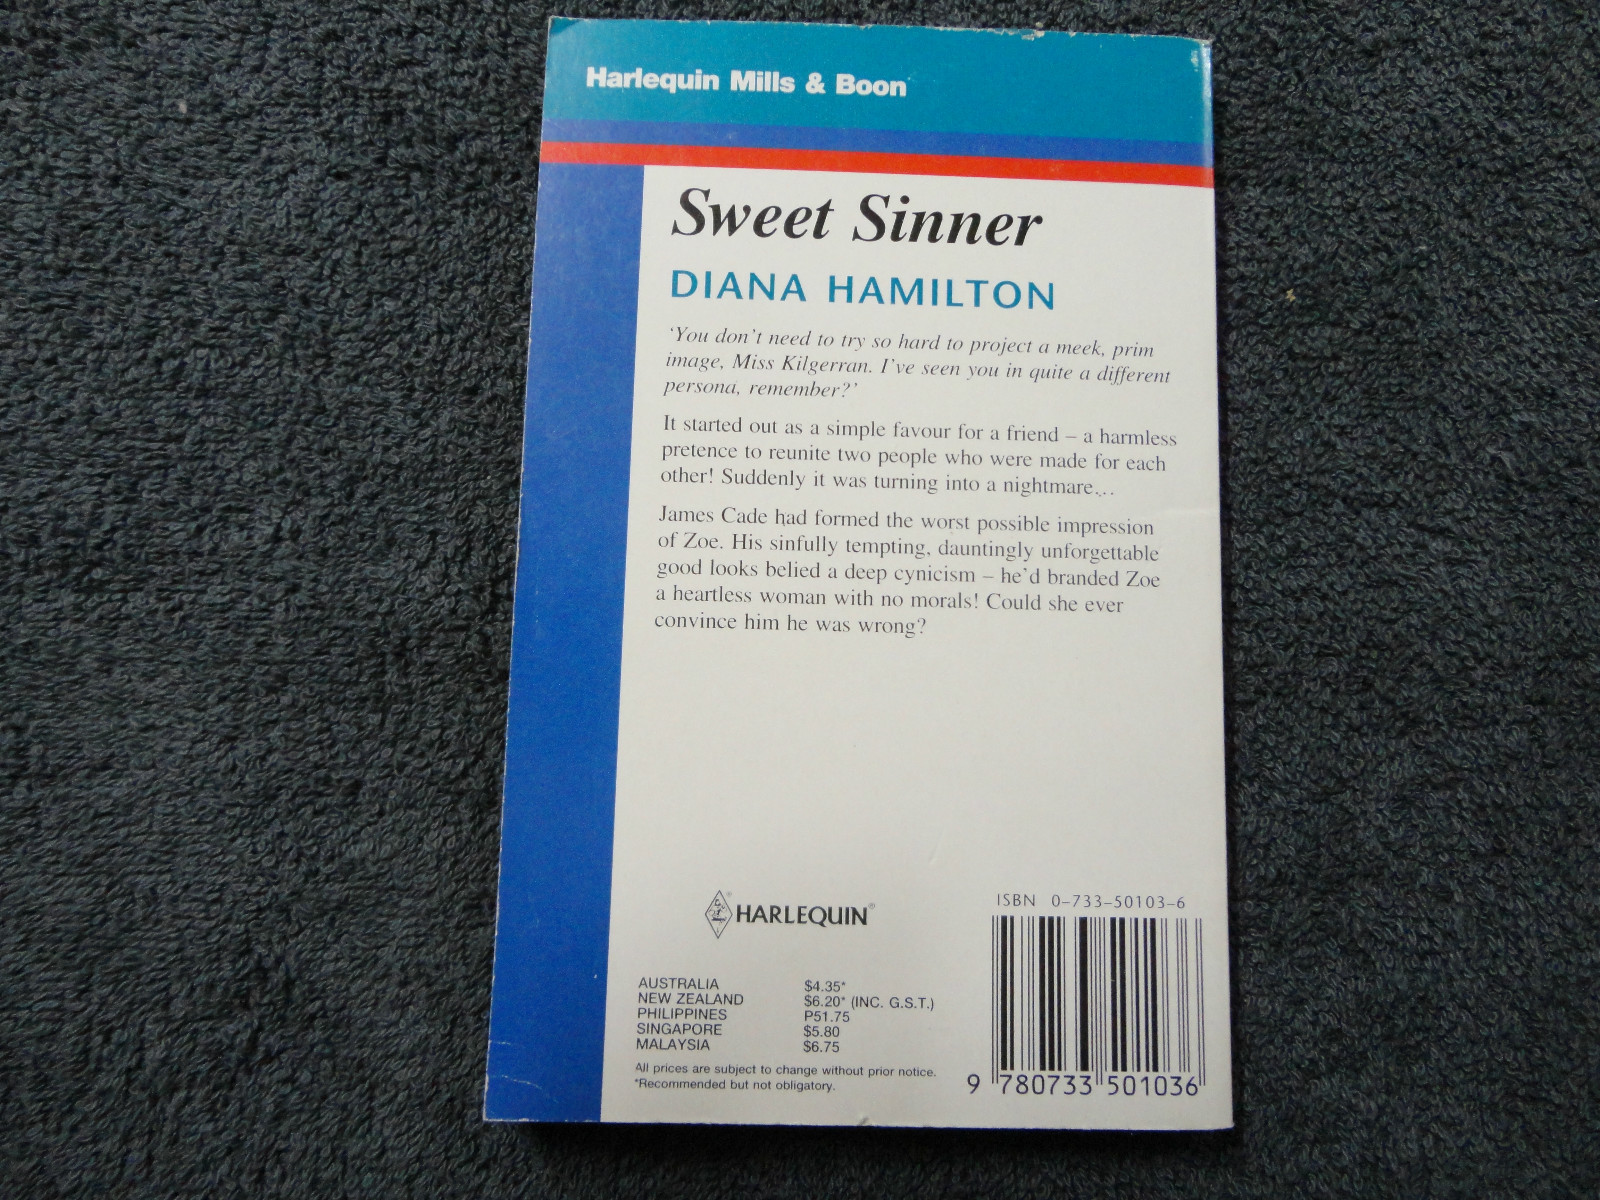 Harlequin Mills & Boon
Sweet Sinner
DIANA HAMILTON
‘You don’t need to try so hard to project a meek, prim
image, Miss Kilgerran. I’ve seen you in quite a different
persona, remember?’
It started out as a simple favour for a friend – a harmless
pretence to reunite two people who were made for each
other! Suddenly it was turning into a nightmare...
James Cade had formed the worst possible impression
of Zoe. His sinfully tempting, dauntingly unforgettable
good looks belied a deep cynicism – he’d branded Zoe
a heartless woman with no morals! Could she ever
convince him he was wrong?
HARLEQUIN®
ISBN 0-733-50103-6
AUSTRALIA $4.35*
NEW ZEALAND $6.20* (INC. G.S.T.)
PHILIPPINES P51.75
SINGAPORE $5.80
MALAYSIA $6.75
All prices are subject to change without prior notice.
*Recommended but not obligatory.
9 780733 501036